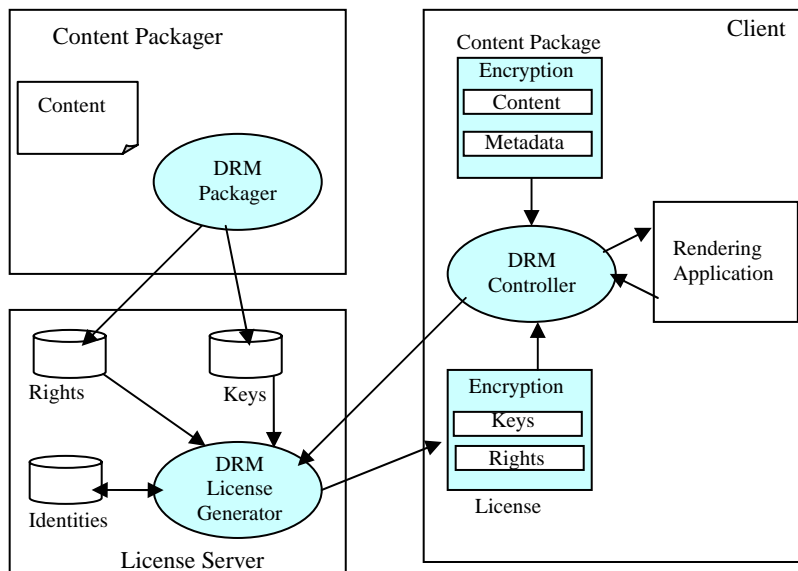 Content Packager
Content
DRM
Packager
Rights
Keys
Identities
DRM
License
Generator
License Server
Client
Content Package
Encryption
Content
Metadata
DRM
Controller
Rendering
Application
Encryption
Keys
Rights
License